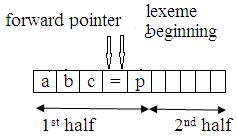 forward pointer
lexeme
beginning
a b c = p
1st half
2nd half